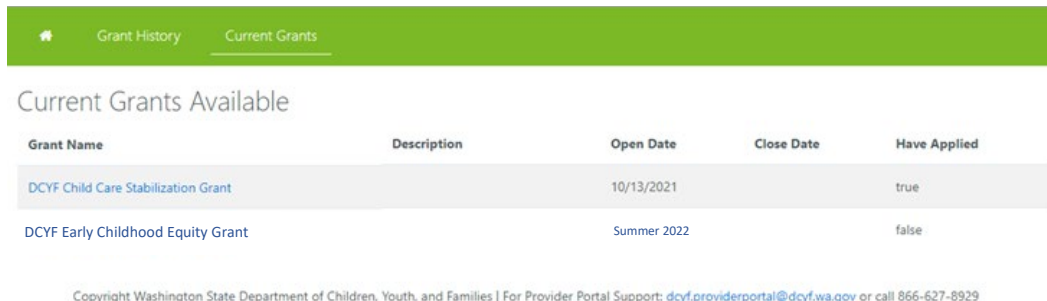 Grant History Current Grants
Current Grants Available
Grant Name Description Open Date Close Date Have Applied
DCYF Child Care Stabilization Grant 10/13/2021 true
DCYF Early Childhood Equity Grant Summer 2022 false
Copyright Washington State Department of Children, Youth, and Families | For Provider Portal Support: dcyf.providerportal@dcyf.wa.gov or call 866-627-8929